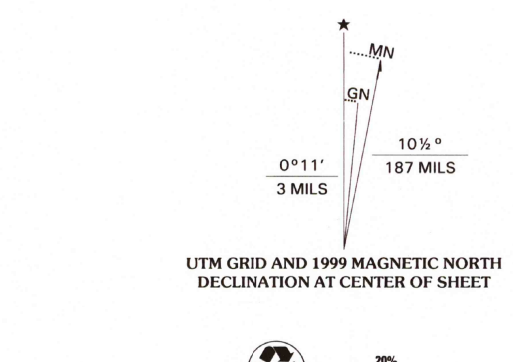 ★
MN
GN
10½°
187 MILS
0°11'
3 MILS
UTM GRID AND 1999 MAGNETIC NORTH
DECLINATION AT CENTER OF SHEET
20%